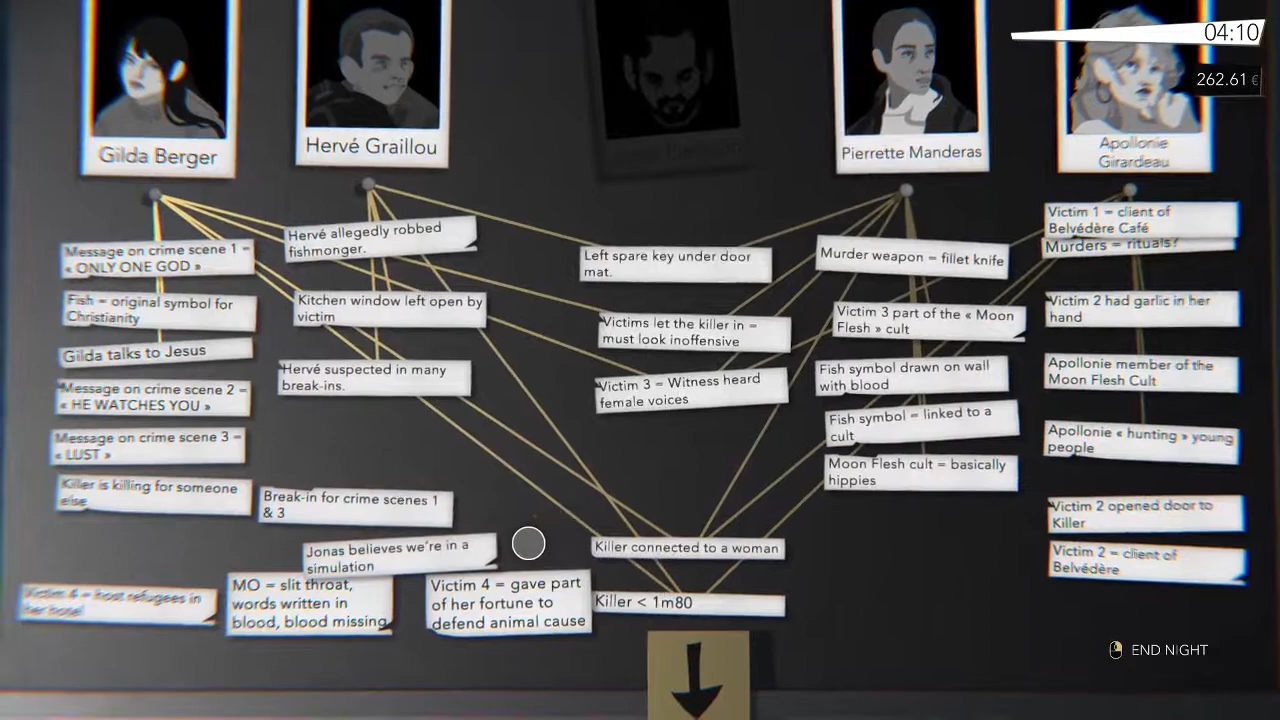 04:10
262.61 €
Gilda Berger
Hervé Graillou
Pierrette Manderas
Apollonie
Girardeau
Message on crime scene 1 =
« ONLY ONE GOD »
Fish = original symbol for
Christianity
Gilda talks to Jesus
Message on crime scene 2 =
« HE WATCHES YOU »
Message on crime scene 3 =
« LUST »
Killer is killing for someone
else
Hervé allegedly robbed
fishmonger.
Kitchen window left open by
victim
Hervé suspected in many
break-ins.
Break-in for crime scenes 1
& 3
Jonas believes we're in a
simulation
Victim 4 = host refugees in
her hotel
MO = slit throat,
words written in
blood, blood missing
Victim 4 = gave part
of her fortune to
defend animal cause
Left spare key under door
mat.
Victims let the killer in =
must look inoffensive
Victim 3 = Witness heard
female voices
Killer connected to a woman
Killer < 1m80
Murder weapon = fillet knife
Victim 3 part of the « Moon
Flesh » cult
Fish symbol drawn on wall
with blood
Fish symbol = linked to a
cult
Moon Flesh cult = basically
hippies
Victim 1 = client of
Belvédère Café
Murders = rituals?
Victim 2 had garlic in her
hand
Apollonie member of the
Moon Flesh Cult
Apollonie « hunting » young
people
Victim 2 opened door to
Killer
Victim 2 = client of
Belvédère
END NIGHT